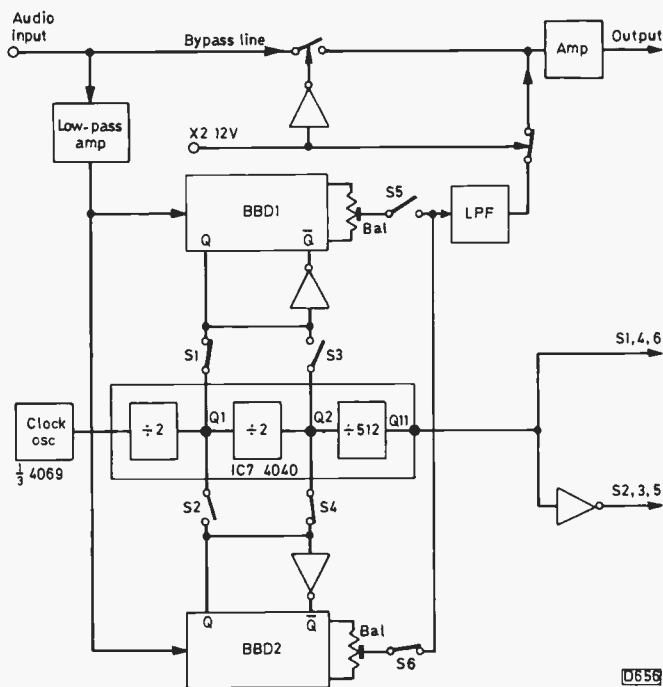 Audio
input
Bypass line
Amp
Output
Low-pass
amp
X2 12V
BBD1
Q
Q̅
Bal
S5
LPF
S1
S3
S1,4,6
Clock
osc
⅓ 4069
÷2
Q1
÷2
Q2
÷512
Q11
IC7 4040
S2
S4
S2,3,5
Q
Q̅
BBD2
Bal
S6
D656